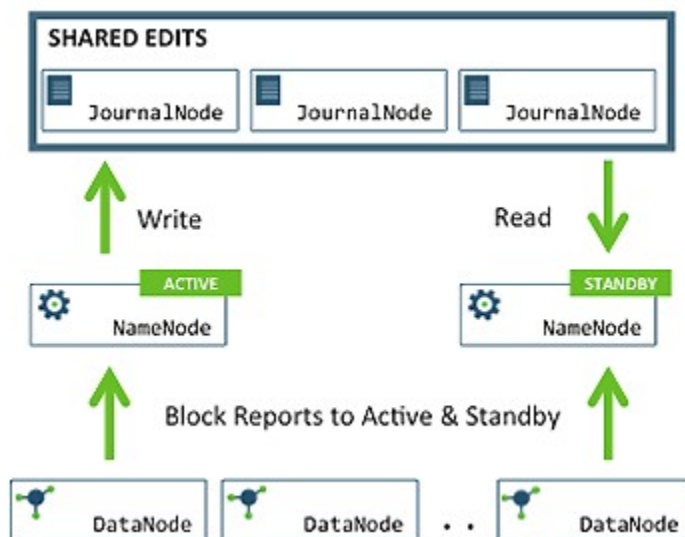 SHARED EDITS
JournalNode JournalNode JournalNode
Write Read
ACTIVE STANDBY
NameNode NameNode
Block Reports to Active & Standby
DataNode DataNode . . DataNode